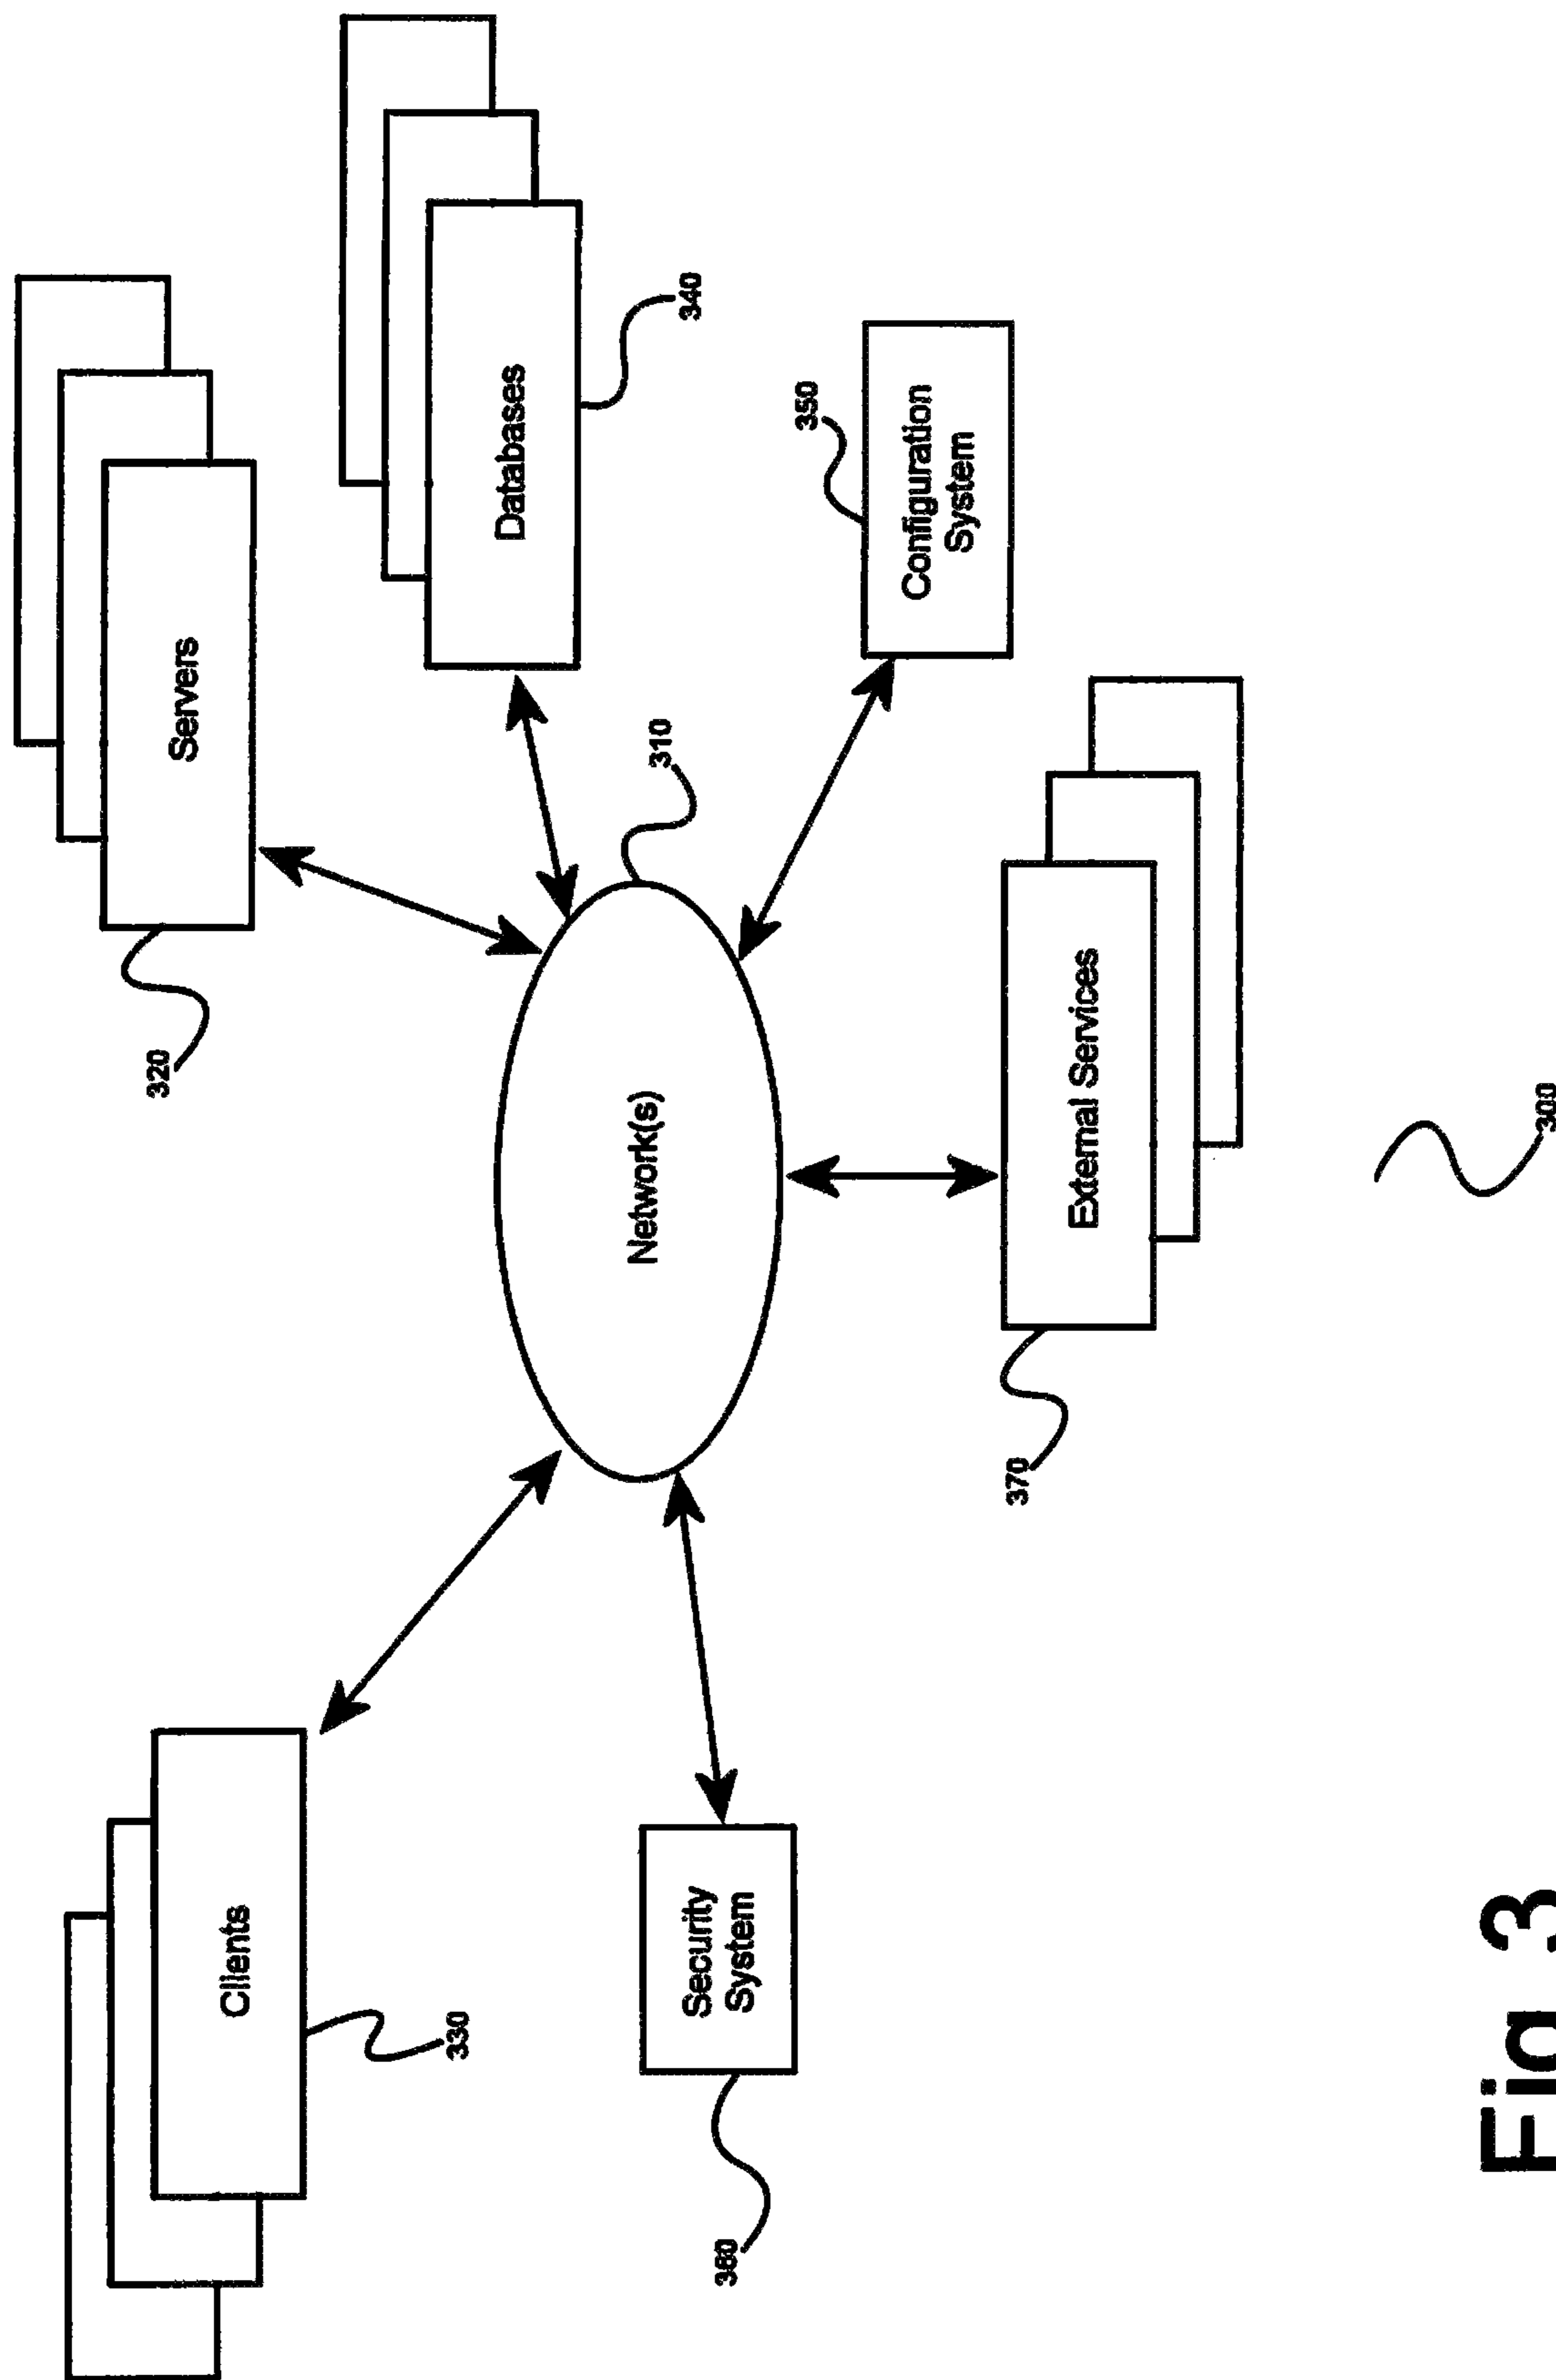 Servers
320
Clients
330
Databases
340
Network(s)
310
Security
System
360
350
Configuration
System
External Services
370
300
Fig 3